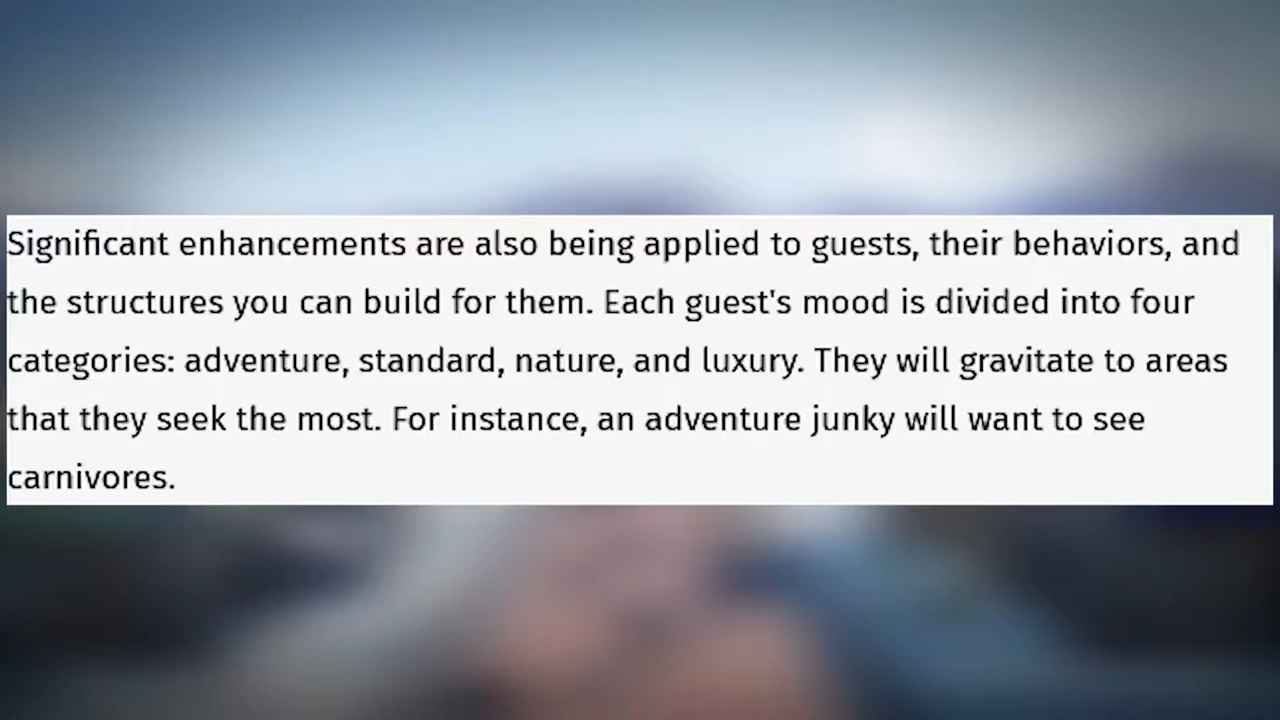 Significant enhancements are also being applied to guests, their behaviors, and
the structures you can build for them. Each guest's mood is divided into four
categories: adventure, standard, nature, and luxury. They will gravitate to areas
that they seek the most. For instance, an adventure junky will want to see
carnivores.